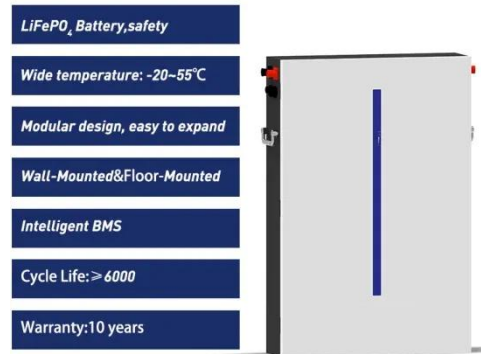 LiFePO₄ Battery,safety
Wide temperature: -20~55℃
Modular design, easy to expand
Wall-Mounted&Floor-Mounted
Intelligent BMS
Cycle Life:≥6000
Warranty:10 years